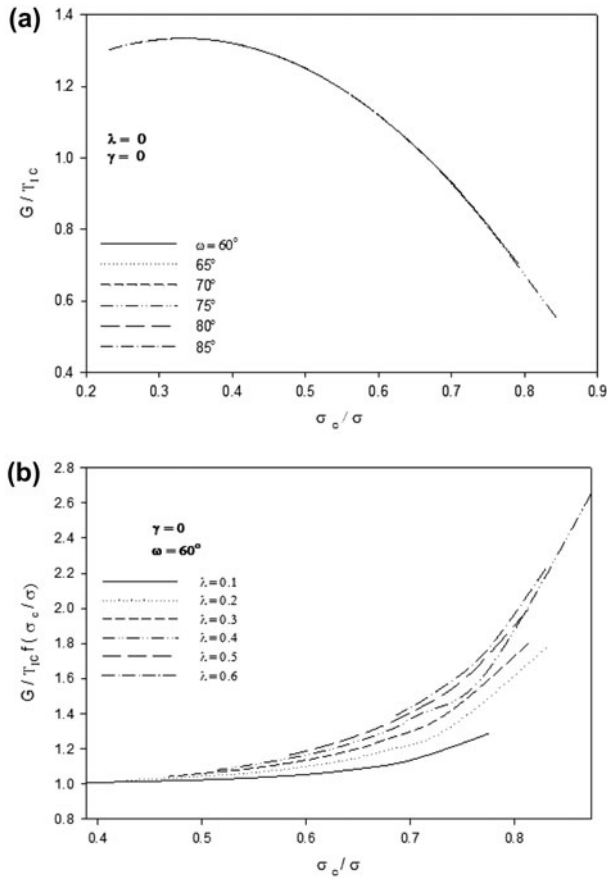 (a)
1.4
1.2
1.0
0.8
0.6
0.4
G / T_IC
λ = 0
γ = 0
ω = 60°
65°
70°
75°
80°
85°
0.2 0.3 0.4 0.5 0.6 0.7 0.8 0.9
σ_c / σ
(b)
2.8
2.6
2.4
2.2
2.0
1.8
1.6
1.4
1.2
1.0
0.8
G / T_IC f ( σ_c / σ )
γ = 0
ω = 60°
λ = 0.1
λ = 0.2
λ = 0.3
λ = 0.4
λ = 0.5
λ = 0.6
0.4 0.5 0.6 0.7 0.8
σ_c / σ